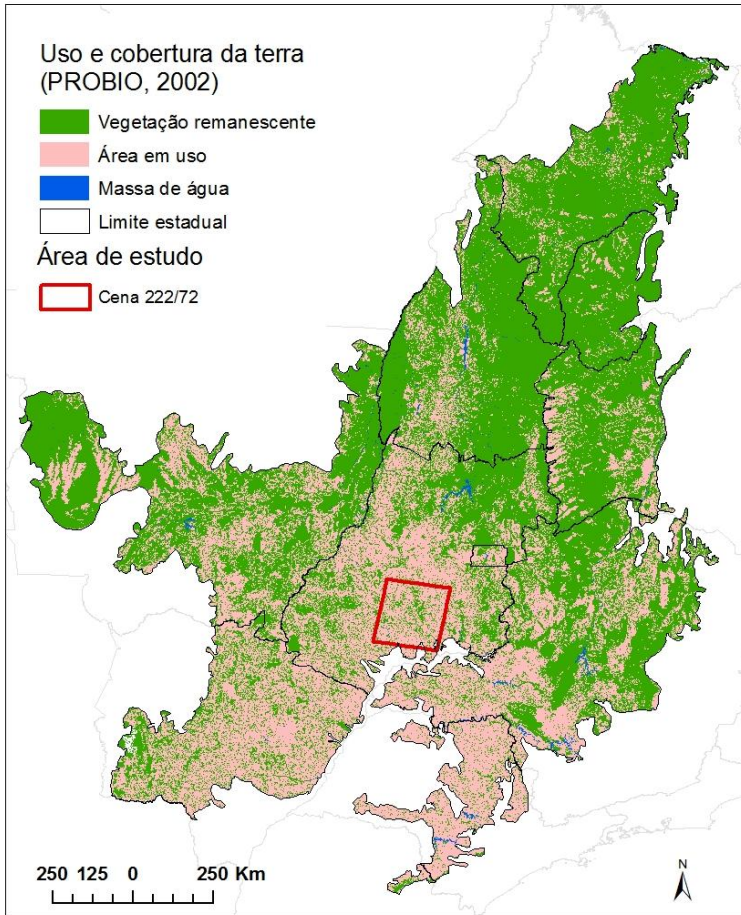 Uso e cobertura da terra
(PROBIO, 2002)
Vegetação remanescente
Área em uso
Massa de água
Limite estadual
Área de estudo
Cena 222/72
250 125 0 250 Km
N